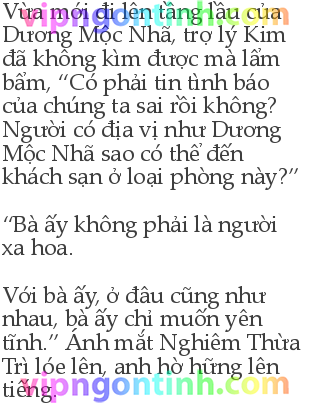 Vừa mới đi lên tầng lầu của
Dương Mộc Nhã, trợ lý Kim
đã không kìm được mà lẩm
bẩm, “Có phải tin tình báo
của chúng ta sai rồi không?
Người có địa vị như Dương
Mộc Nhã sao có thể đến
khách sạn ở loại phòng này?”
“Bà ấy không phải là người
xa hoa.
Với bà ấy, ở đâu cũng như
nhau, bà ấy chỉ muốn yên
tĩnh.” Ánh mắt Nghiêm Thừa
Trì lóe lên, anh hờ hững lên
tiếng.
vipngontinh.com vipngontinh.com